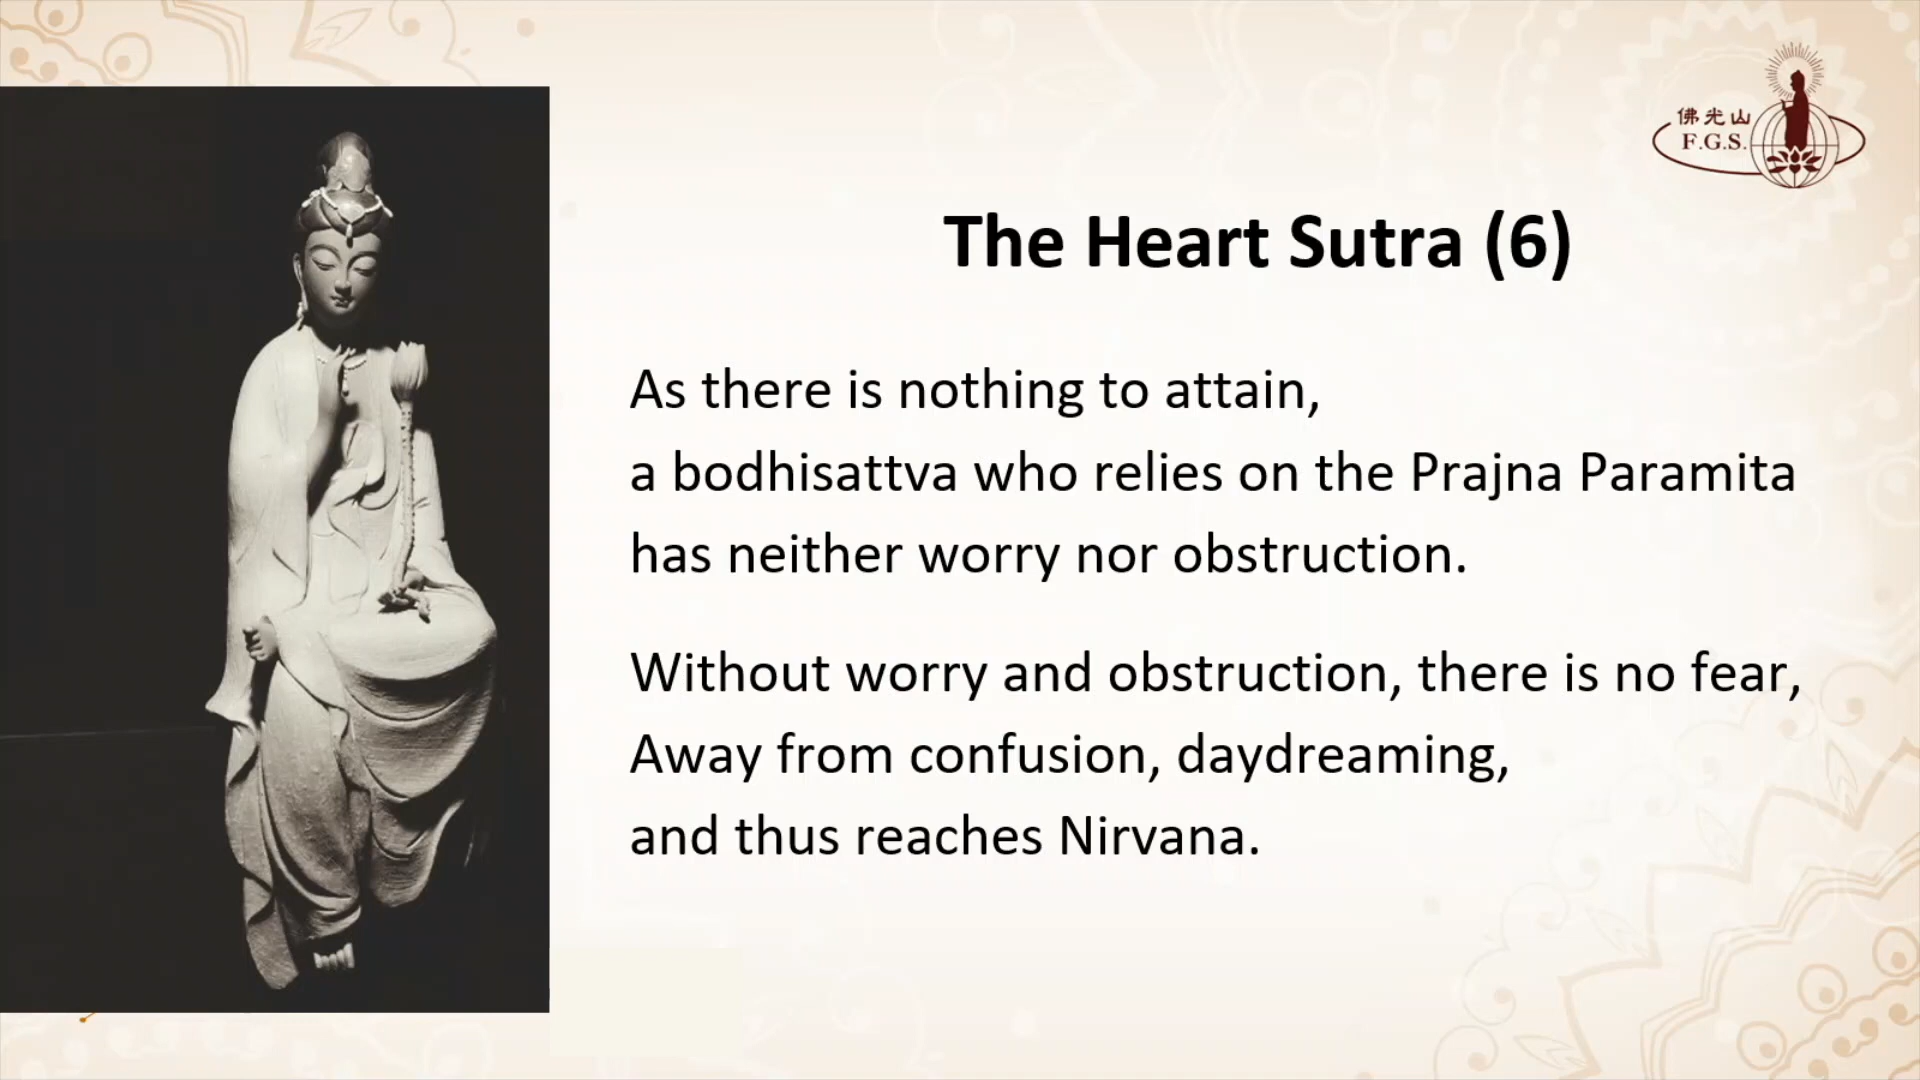 佛光山
F.G.S.
The Heart Sutra (6)
As there is nothing to attain,
a bodhisattva who relies on the Prajna Paramita
has neither worry nor obstruction.
Without worry and obstruction, there is no fear,
Away from confusion, daydreaming,
and thus reaches Nirvana.